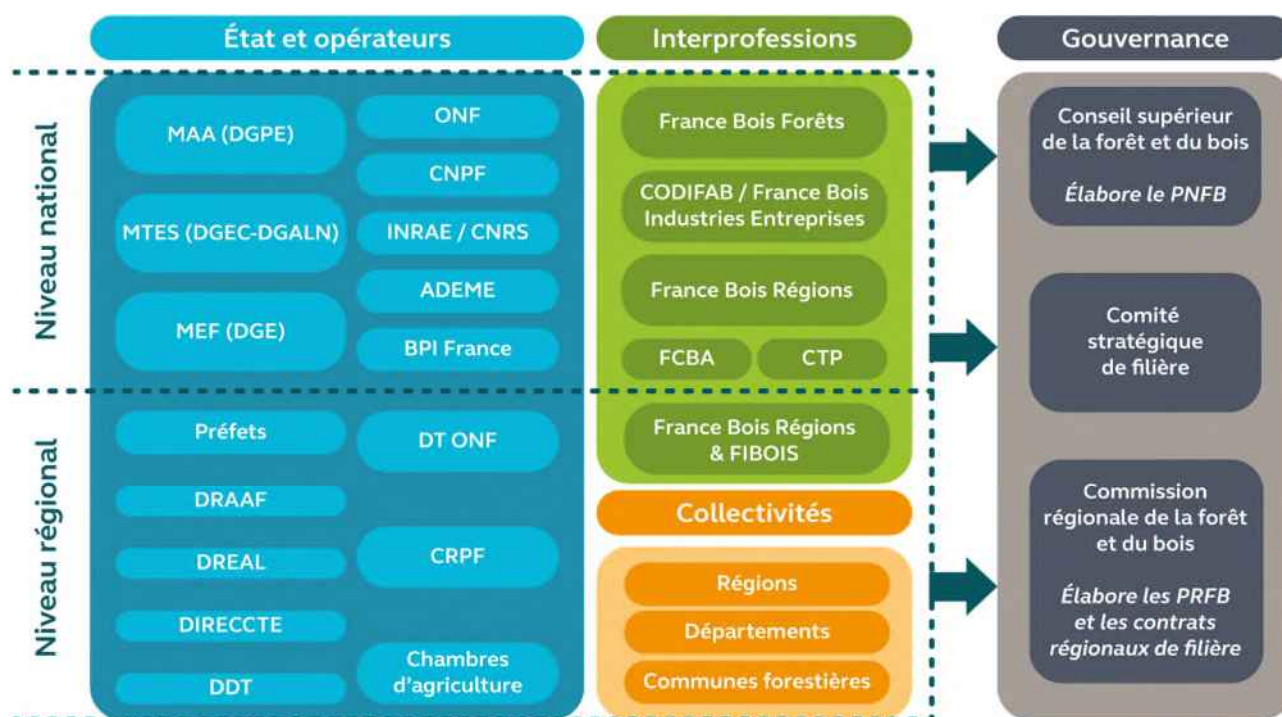 État et opérateurs
Interprofessions
Gouvernance
Niveau national
MAA (DGPE)
MTES (DGEC-DGALN)
MEF (DGE)
ONF
CNPF
INRAE / CNRS
ADEME
BPI France
France Bois Forêts
CODIFAB / France Bois
Industries Entreprises
France Bois Régions
FCBA
CTP
Conseil supérieur
de la forêt et du bois
Élabore le PNFB
Comité
stratégique
de filière
Niveau régional
Préfets
DRAAF
DREAL
DIRECCTE
DDT
DT ONF
CRPF
Chambres
d'agriculture
France Bois Régions
& FIBOIS
Collectivités
Régions
Départements
Communes forestières
Commission
régionale de la forêt
et du bois
Élabore les PRFB
et les contrats
régionaux de filière